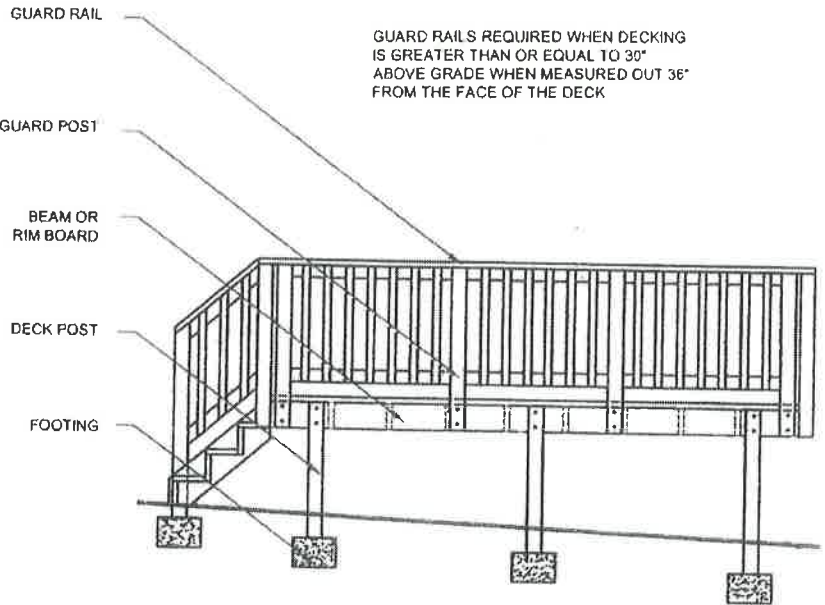 GUARD RAIL
GUARD RAILS REQUIRED WHEN DECKING
IS GREATER THAN OR EQUAL TO 30"
ABOVE GRADE WHEN MEASURED OUT 36"
FROM THE FACE OF THE DECK
GUARD POST
BEAM OR
RIM BOARD
DECK POST
FOOTING